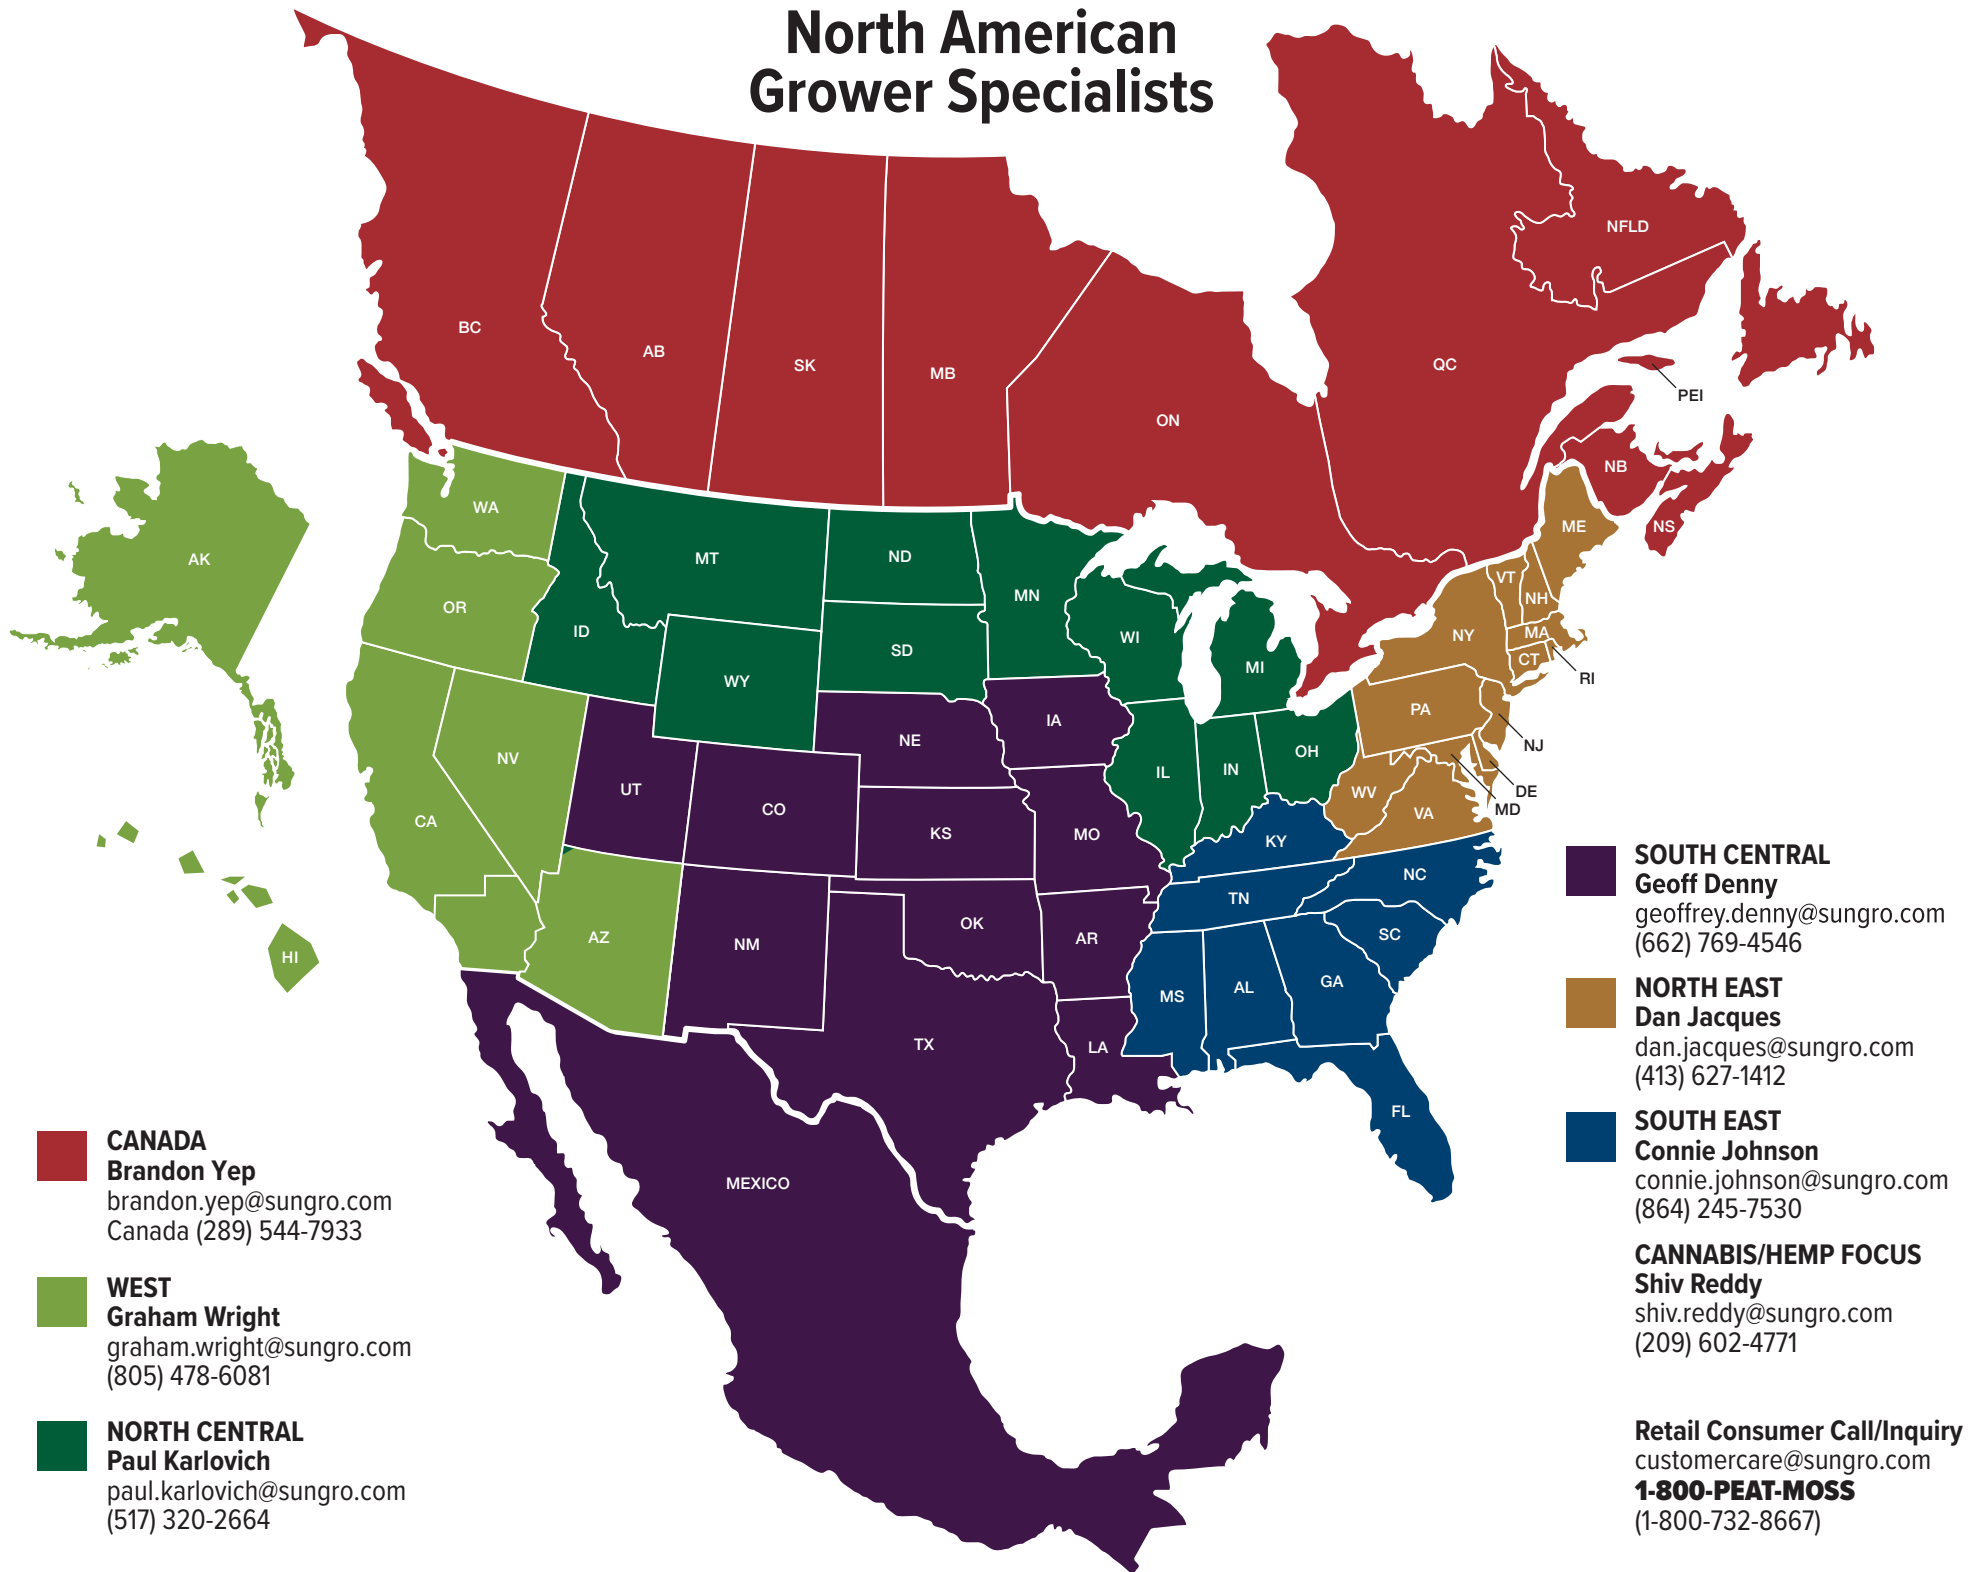 North American
Grower Specialists
BC
AB
SK
MB
ON
QC
NFLD
PEI
NB
NS
AK
WA
OR
ID
MT
ND
MN
WI
MI
SD
WY
ME
VT
NH
MA
NY
CT
RI
PA
NJ
DE
MD
WV
VA
OH
IN
IL
IA
NE
NV
UT
CO
KS
MO
CA
KY
NC
TN
SC
AZ
NM
OK
AR
HI
MS
AL
GA
TX
LA
FL
MEXICO
CANADA
Brandon Yep
brandon.yep@sungro.com
Canada (289) 544-7933
WEST
Graham Wright
graham.wright@sungro.com
(805) 478-6081
NORTH CENTRAL
Paul Karlovich
paul.karlovich@sungro.com
(517) 320-2664
SOUTH CENTRAL
Geoff Denny
geoffrey.denny@sungro.com
(662) 769-4546
NORTH EAST
Dan Jacques
dan.jacques@sungro.com
(413) 627-1412
SOUTH EAST
Connie Johnson
connie.johnson@sungro.com
(864) 245-7530
CANNABIS/HEMP FOCUS
Shiv Reddy
shiv.reddy@sungro.com
(209) 602-4771
Retail Consumer Call/Inquiry
customercare@sungro.com
1-800-PEAT-MOSS
(1-800-732-8667)